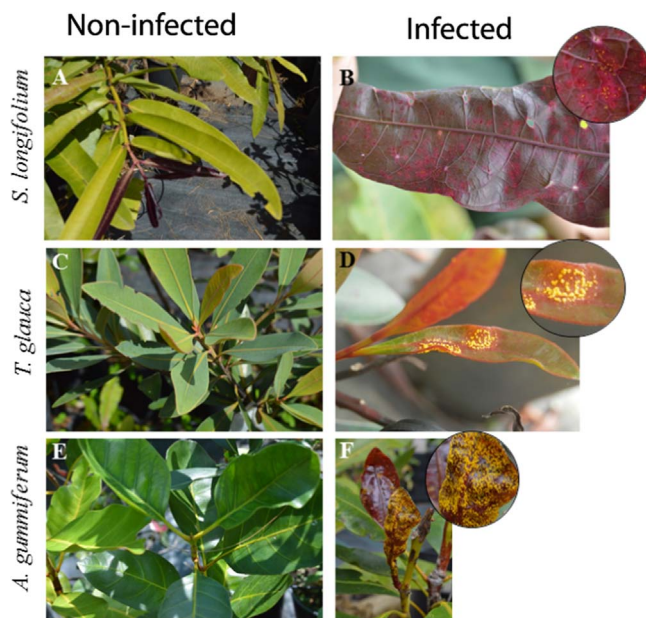 Non-infected
Infected
S. longifolium
A
B
T. glauca
C
D
A. gummiferum
E
F